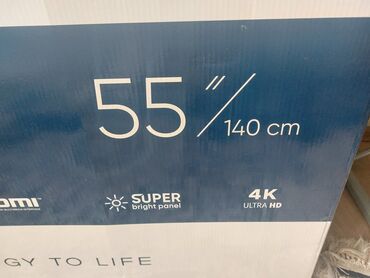 55"/140 cm
SUPER
bright panel
4K
ULTRA HD
GY TO LIFE